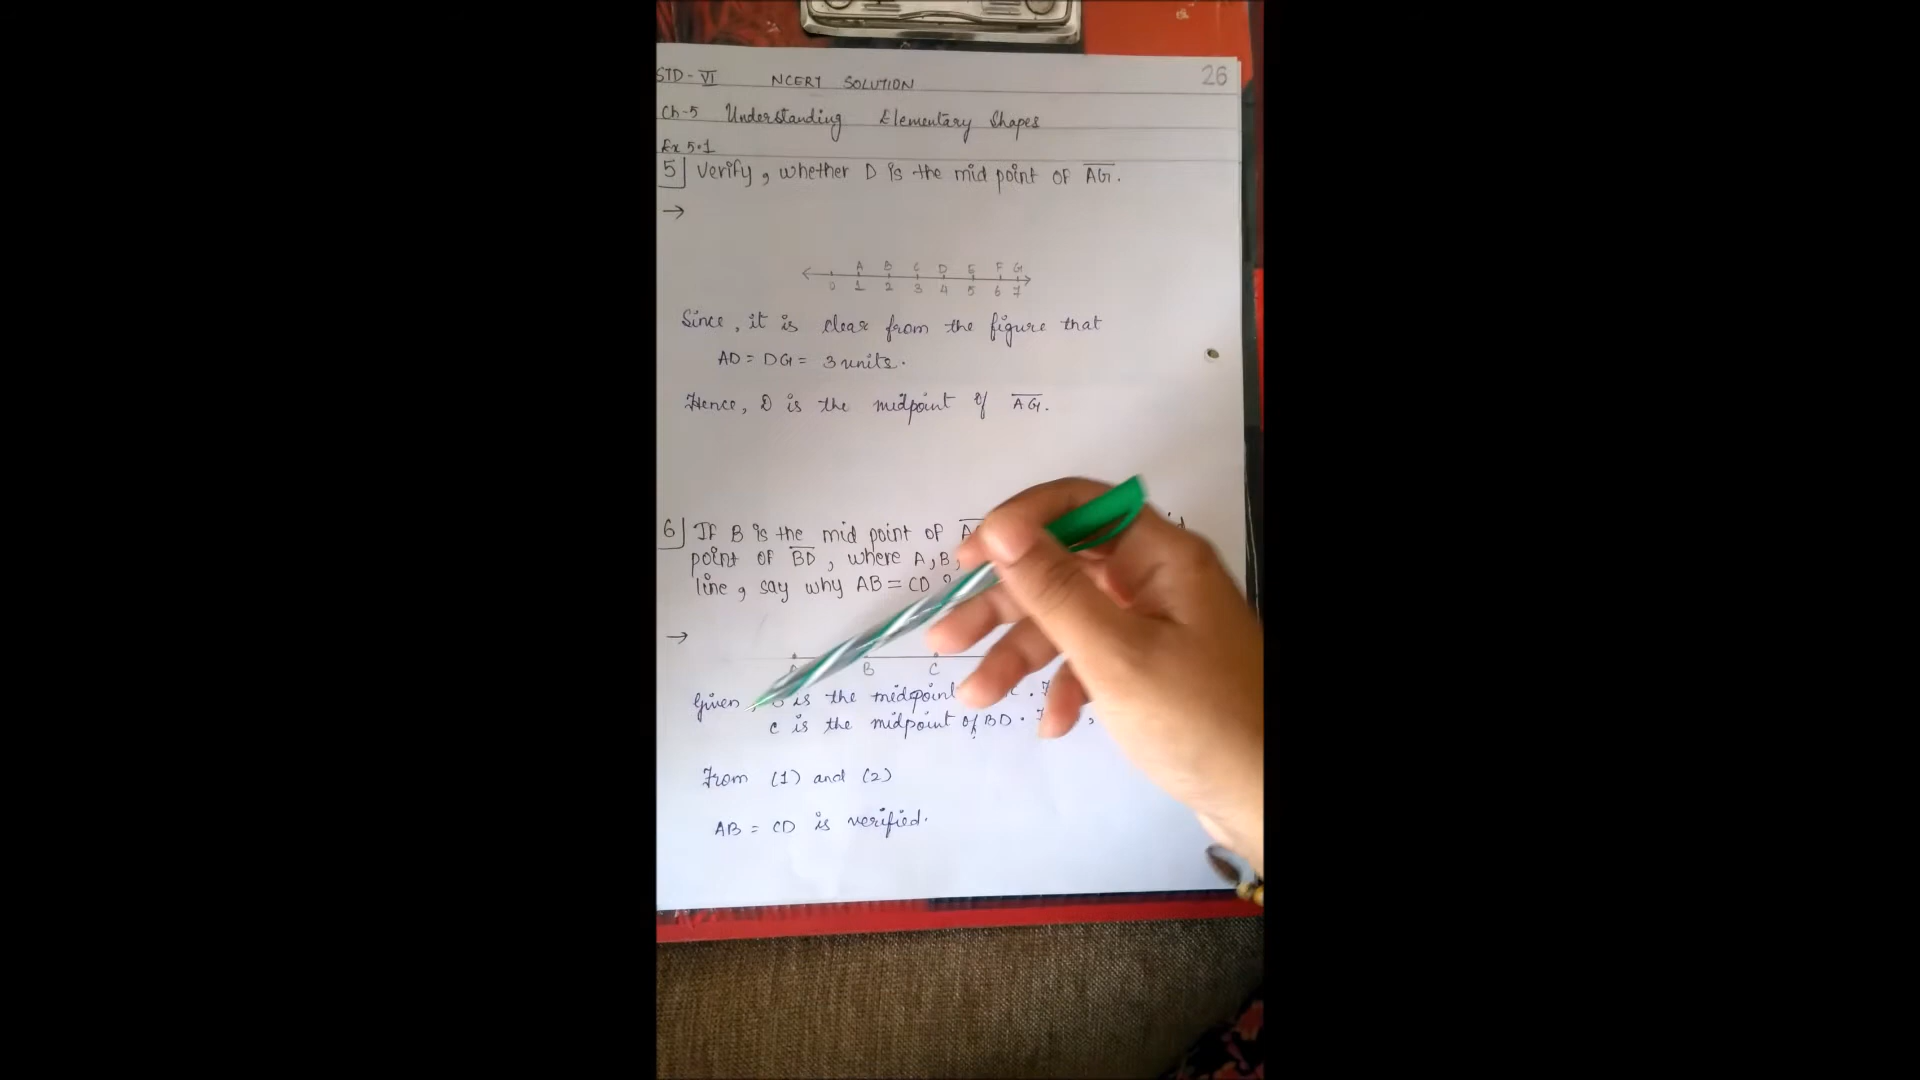 STD - VI NCERT SOLUTION 26
Ch-5 Understanding Elementary Shapes
Ex 5.1
5 Verify, whether D is the mid point of AG.
→
A B C D E F G
0 1 2 3 4 5 6 7
Since, it is clear from the figure that
AD = DG = 3 units.
Hence, D is the midpoint of AG.
6 If B is the mid point of
point of BD, where A, B,
line, say why AB = CD ?
→
B C
Given, is the midpoint
C is the midpoint of BD.
From (1) and (2)
AB = CD is verified.